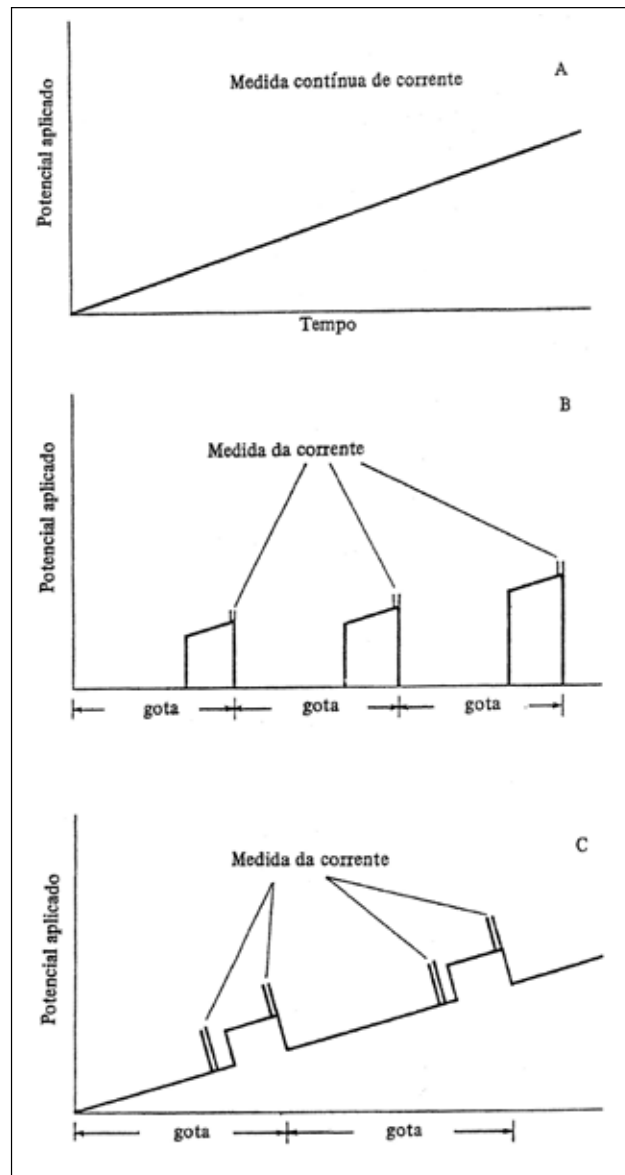 A
Medida contínua de corrente
Potencial aplicado
Tempo
B
Medida da corrente
Potencial aplicado
gota gota gota
C
Medida da corrente
Potencial aplicado
gota gota